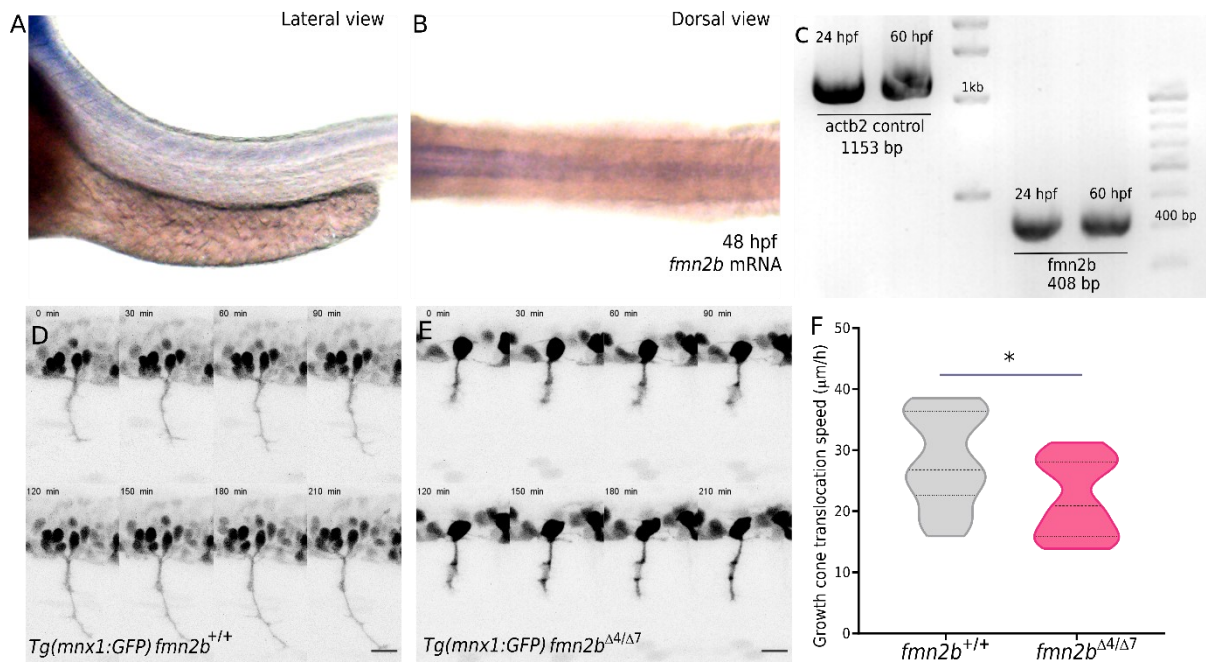 A
Lateral view
B
Dorsal view
48 hpf
fmn2b mRNA
C
24 hpf
60 hpf
1kb
actb2 control
1153 bp
24 hpf
60 hpf
400 bp
fmn2b
408 bp
D
0 min
30 min
60 min
90 min
120 min
150 min
180 min
210 min
Tg(mnx1:GFP) fmn2b+/+
E
0 min
30 min
60 min
90 min
120 min
150 min
180 min
210 min
Tg(mnx1:GFP) fmn2bΔ4/Δ7
F
Growth cone translocation speed (μm/h)
50
40
30
20
10
0
*
fmn2b+/+
fmn2bΔ4/Δ7